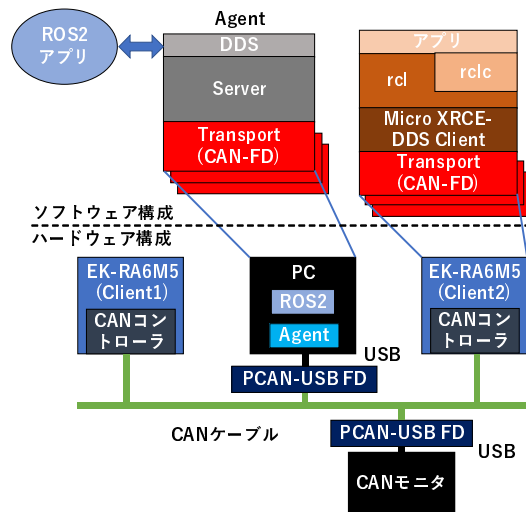 Agent
ROS2
アプリ
DDS
Server
Transport
(CAN-FD)
アプリ
rcl
rclc
Micro XRCE-
DDS Client
Transport
(CAN-FD)
ソフトウェア構成
ハードウェア構成
EK-RA6M5
(Client1)
CANコント
ローラ
PC
ROS2
Agent
EK-RA6M5
(Client2)
CANコント
ローラ
USB
PCAN-USB FD
CANケーブル
PCAN-USB FD
USB
CANモニタ